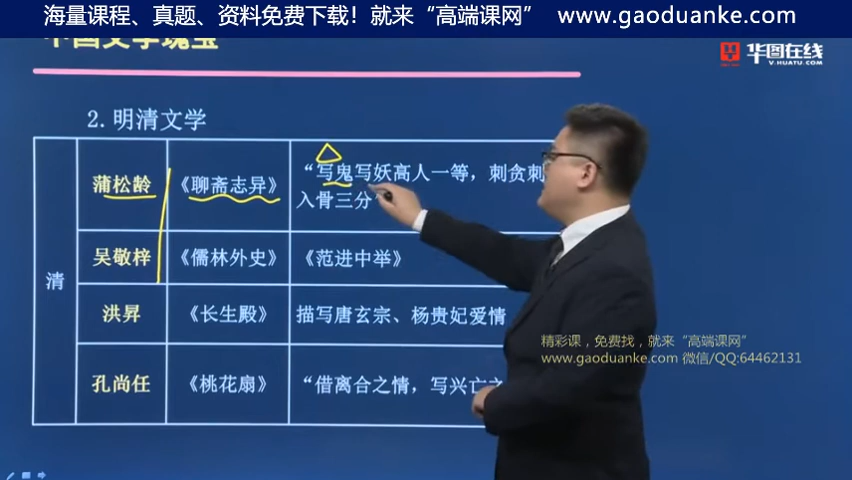 海量课程、真题、资料免费下载！就来“高端课网” www.gaoduanke.com
中国文学瑰宝
华图在线
V.HUATU.COM
2.明清文学
清
蒲松龄 《聊斋志异》 “写鬼写妖高人一等，刺贪刺
入骨三分
吴敬梓 《儒林外史》 《范进中举》
洪昇 《长生殿》 描写唐玄宗、杨贵妃爱情
孔尚任 《桃花扇》 “借离合之情，写兴亡之
精彩课，免费找，就来“高端课网”
www.gaoduanke.com 微信/QQ:64462131